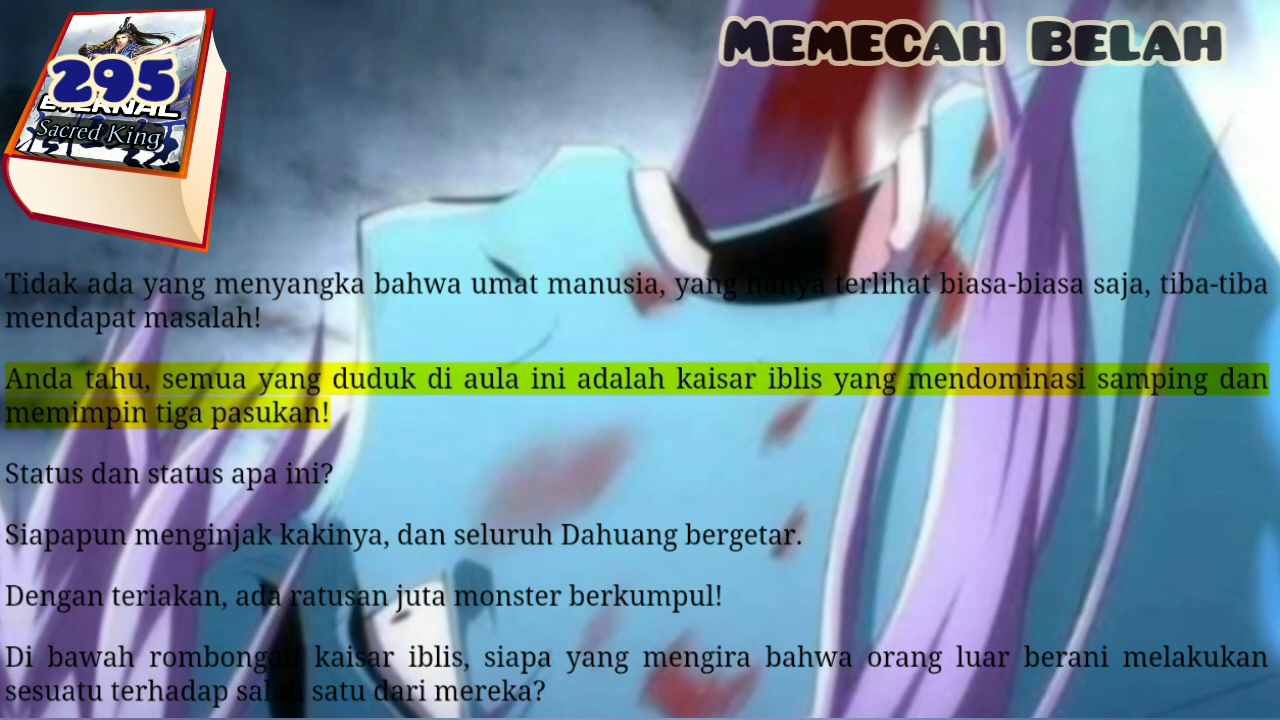 Memecah Belah
295
ETERNAL
Sacred King
Tidak ada yang menyangka bahwa umat manusia, yang hanya terlihat biasa-biasa saja, tiba-tiba
mendapat masalah!
Anda tahu, semua yang duduk di aula ini adalah kaisar iblis yang mendominasi samping dan
memimpin tiga pasukan!
Status dan status apa ini?
Siapapun menginjak kakinya, dan seluruh Dahuang bergetar.
Dengan teriakan, ada ratusan juta monster berkumpul!
Di bawah rombongan kaisar iblis, siapa yang mengira bahwa orang luar berani melakukan
sesuatu terhadap salah satu dari mereka?